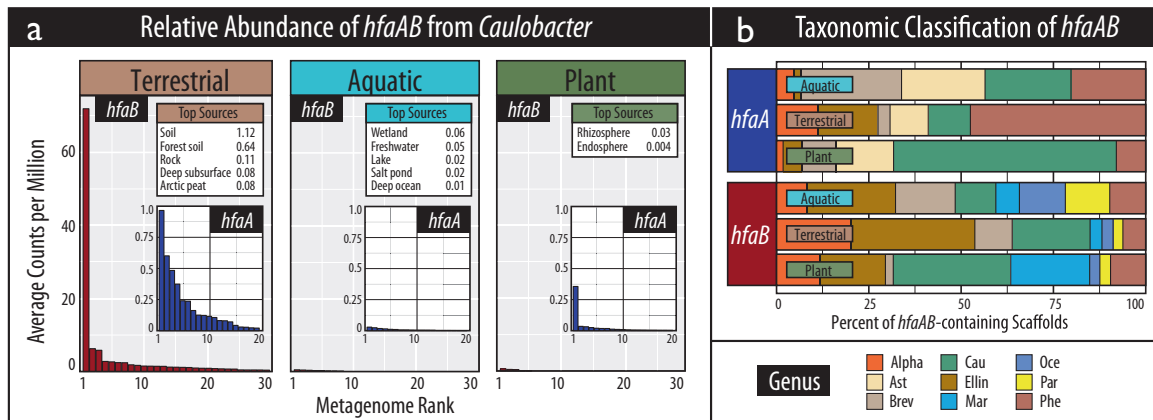 a
Relative Abundance of hfaAB from Caulobacter
Average Counts per Million
60
40
20
0
Terrestrial
hfaB
Top Sources
Soil 1.12
Forest soil 0.64
Rock 0.11
Deep subsurface 0.08
Arctic peat 0.08
hfaA
1.0
0.75
0.5
0.25
0
1 20
1 10 20 30
Aquatic
hfaB
Top Sources
Wetland 0.06
Freshwater 0.05
Lake 0.02
Salt pond 0.02
Deep ocean 0.01
hfaA
1.0
0.75
0.5
0.25
0
1 20
1 10 20 30
Plant
hfaB
Top Sources
Rhizosphere 0.03
Endosphere 0.004
hfaA
1.0
0.75
0.5
0.25
0
1 20
1 10 20 30
Metagenome Rank
b
Taxonomic Classification of hfaAB
hfaA
Aquatic
Terrestrial
Plant
hfaB
Aquatic
Terrestrial
Plant
0 25 50 75 100
Percent of hfaAB-containing Scaffolds
Genus
Alpha Cau Oce
Ast Ellin Par
Brev Mar Phe